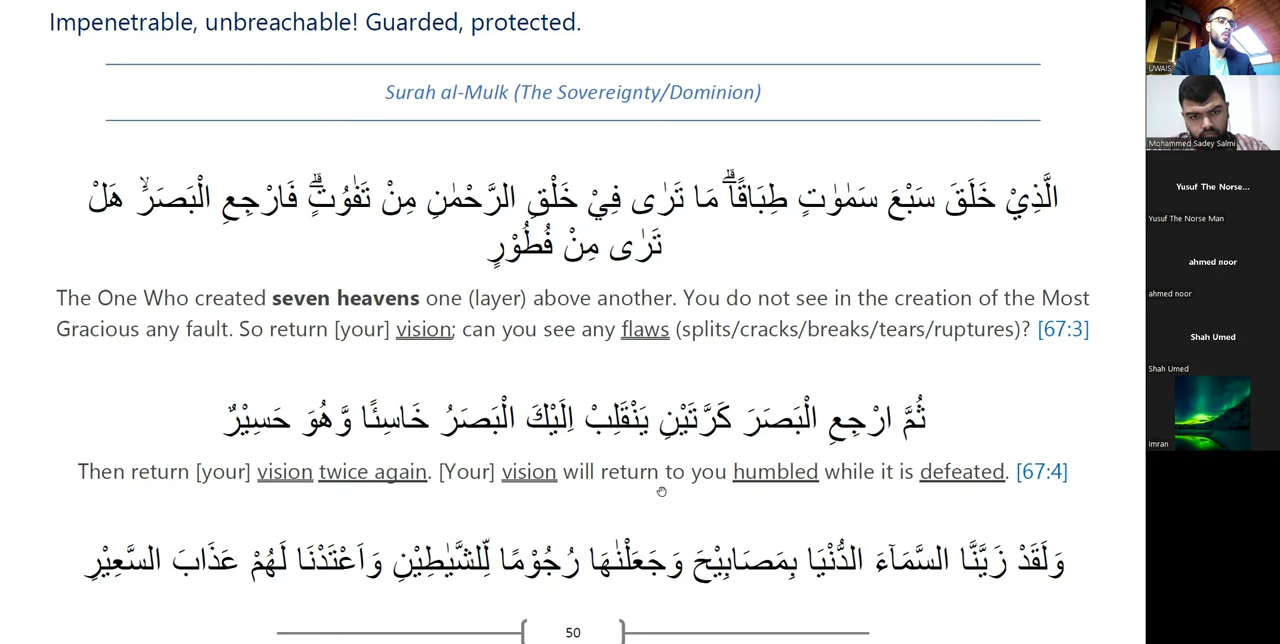 Impenetrable, unbreachable! Guarded, protected.
Surah al-Mulk (The Sovereignty/Dominion)
الَّذِيْ خَلَقَ سَبْعَ سَمٰوٰتٍ طِبَاقًاؕ مَا تَرٰى فِيْ خَلْقِ الرَّحْمٰنِ مِنْ تَفٰوُتٍؕ فَارْجِعِ الْبَصَرَۙ هَلْ
تَرٰى مِنْ فُطُوْرٍ
The One Who created seven heavens one (layer) above another. You do not see in the creation of the Most
Gracious any fault. So return [your] vision; can you see any flaws (splits/cracks/breaks/tears/ruptures)? [67:3]
ثُمَّ ارْجِعِ الْبَصَرَ كَرَّتَيْنِ يَنْقَلِبْ اِلَيْكَ الْبَصَرُ خَاسِئًا وَّهُوَ حَسِيْرٌ
Then return [your] vision twice again. [Your] vision will return to you humbled while it is defeated. [67:4]
وَلَقَدْ زَيَّنَّا السَّمَآءَ الدُّنْيَا بِمَصَابِيْحَ وَجَعَلْنٰهَا رُجُوْمًا لِّلشَّيٰطِيْنِ وَاَعْتَدْنَا لَهُمْ عَذَابَ السَّعِيْرِ
50
UWAIS
Mohammed Sadey Salmi
Yusuf The Norse...
Yusuf The Norse Man
ahmed noor
ahmed noor
Shah Umed
Shah Umed
Imran